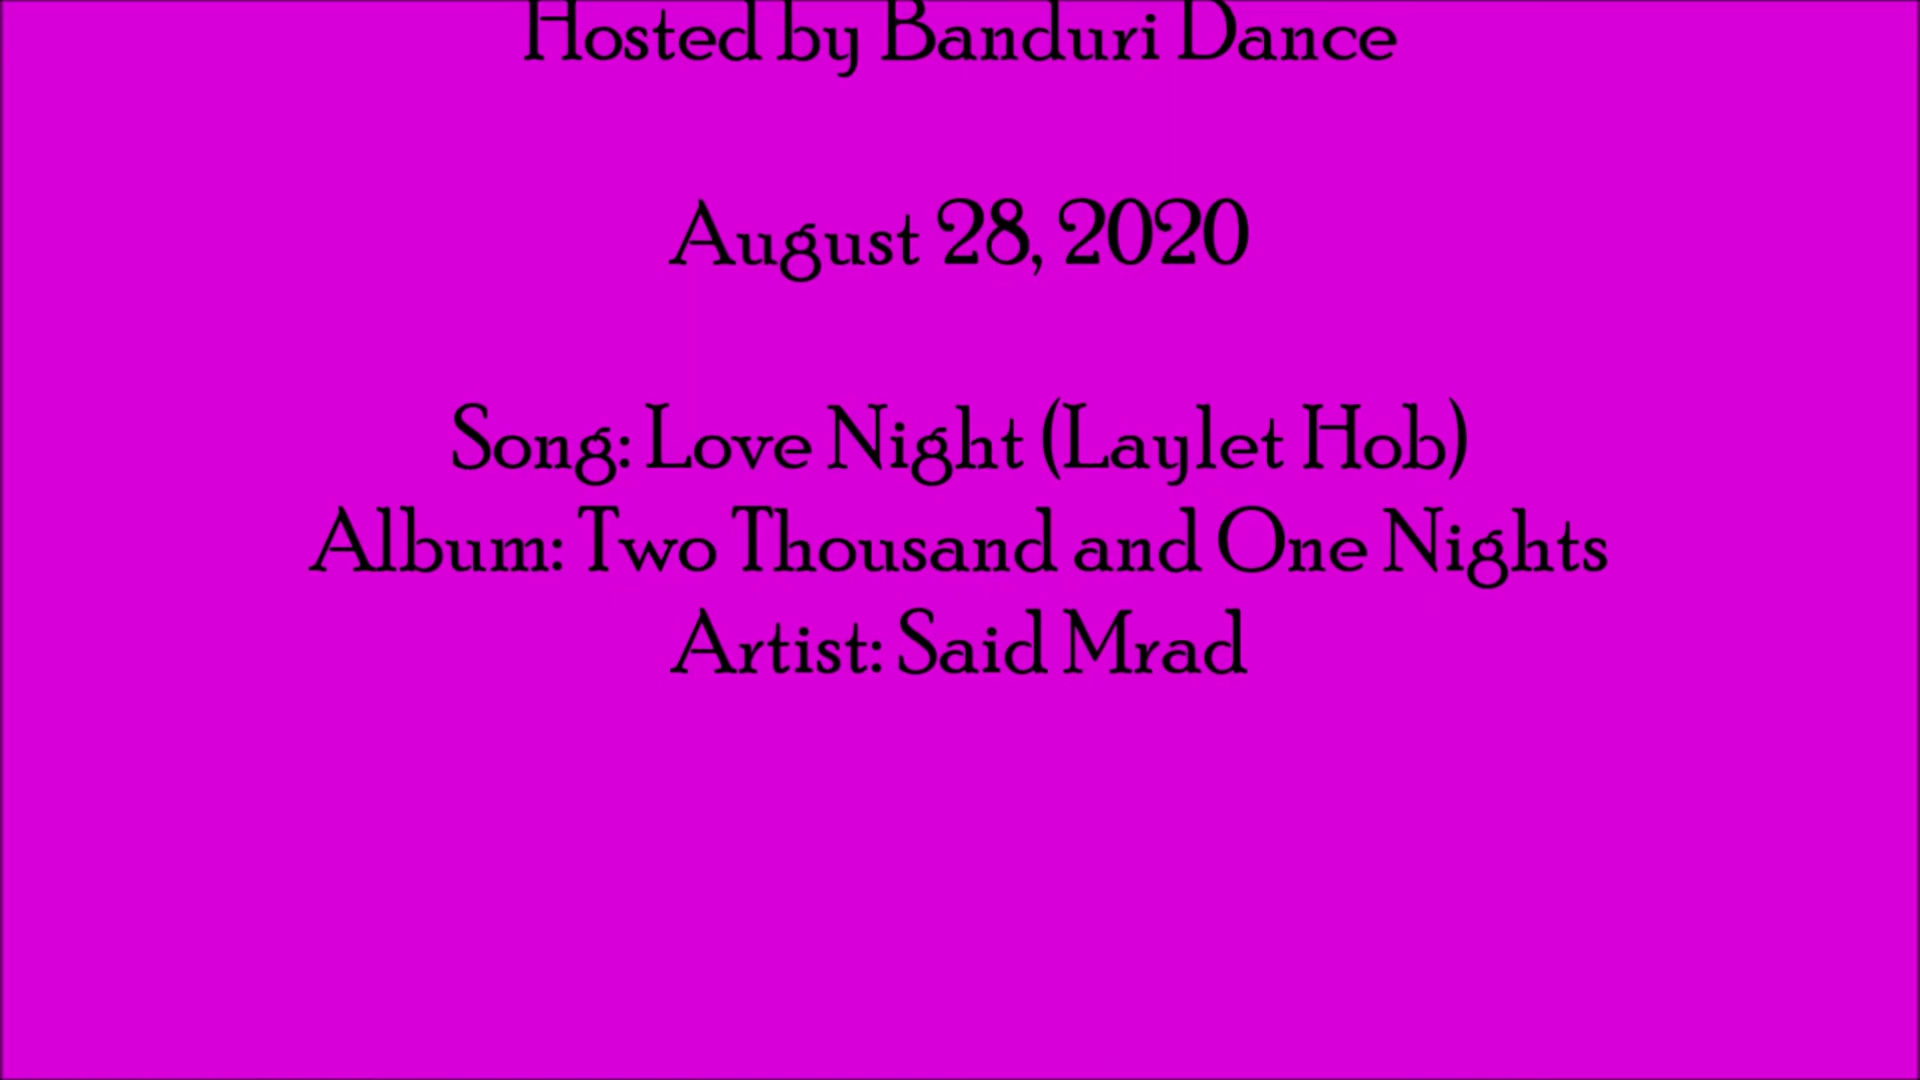 Hosted by Banduri Dance
August 28, 2020
Song: Love Night (Laylet Hob)
Album: Two Thousand and One Nights
Artist: Said Mrad